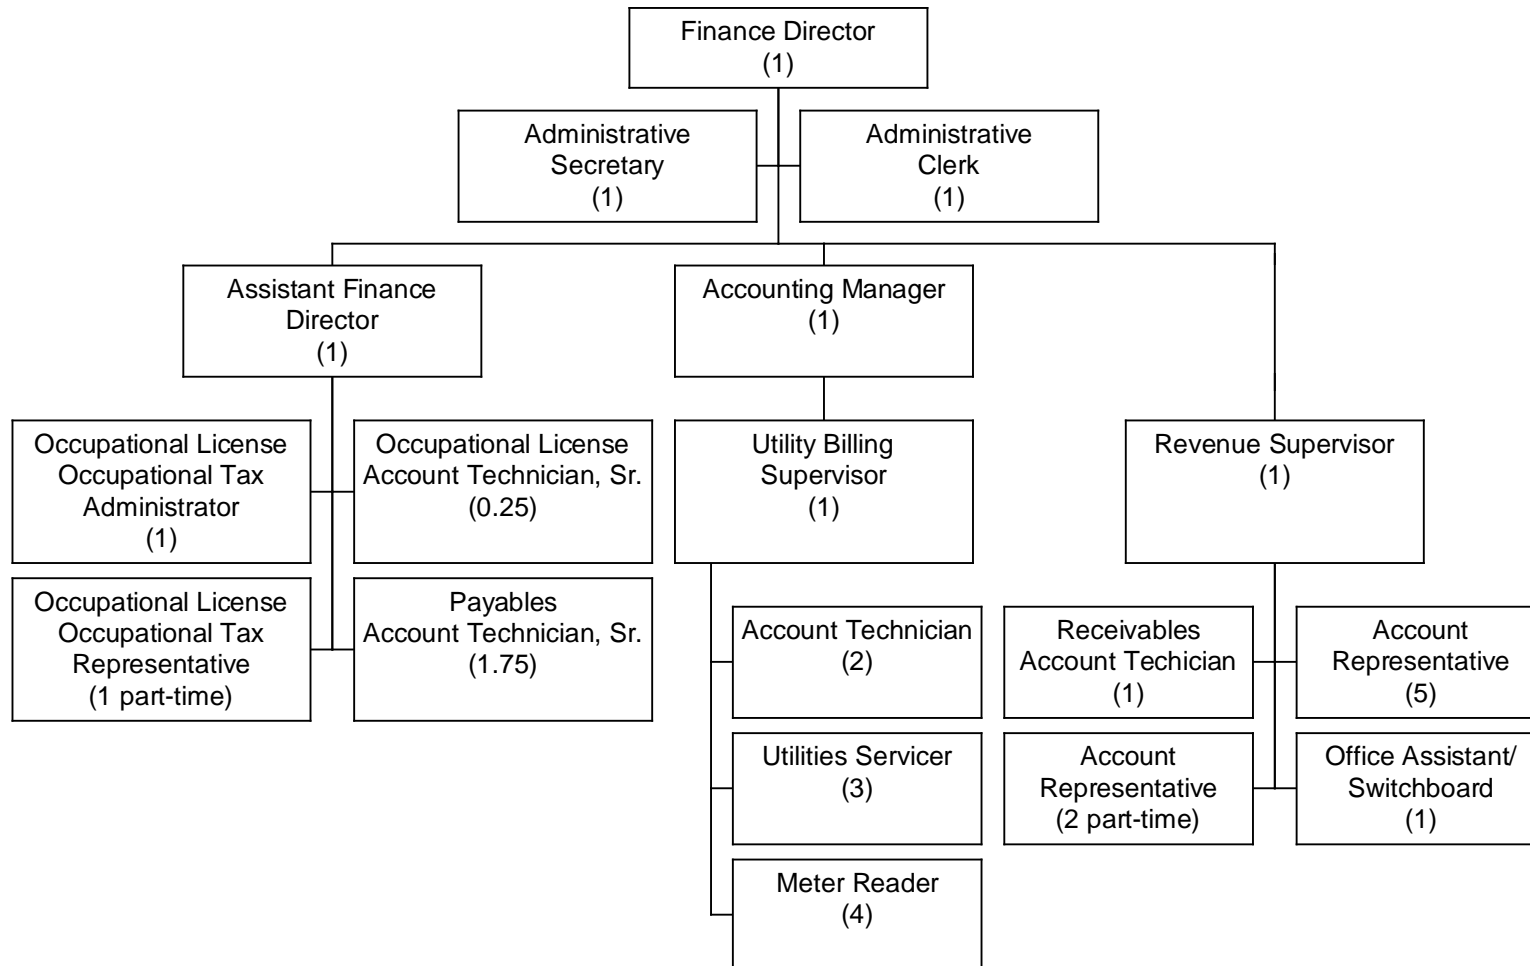 Finance Director
(1)
Administrative
Secretary
(1)
Administrative
Clerk
(1)
Assistant Finance
Director
(1)
Accounting Manager
(1)
Occupational License
Occupational Tax
Administrator
(1)
Occupational License
Account Technician, Sr.
(0.25)
Utility Billing
Supervisor
(1)
Revenue Supervisor
(1)
Occupational License
Occupational Tax
Representative
(1 part-time)
Payables
Account Technician, Sr.
(1.75)
Account Technician
(2)
Receivables
Account Techician
(1)
Account
Representative
(5)
Utilities Servicer
(3)
Account
Representative
(2 part-time)
Office Assistant/
Switchboard
(1)
Meter Reader
(4)